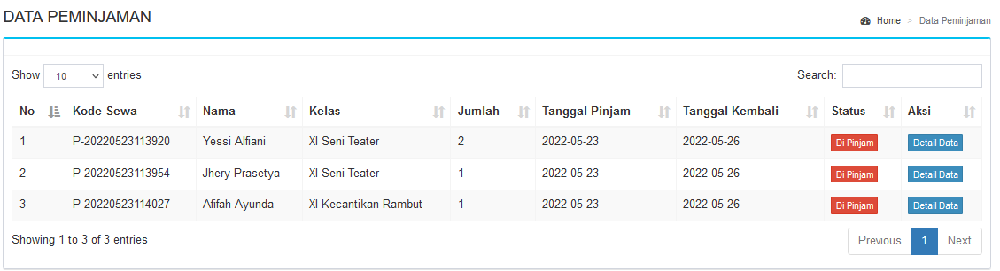 DATA PEMINJAMAN
Home > Data Peminjaman
Show 10 entries
Search:
No Kode Sewa Nama Kelas Jumlah Tanggal Pinjam Tanggal Kembali Status Aksi
1 P-20220523113920 Yessi Alfiani XI Seni Teater 2 2022-05-23 2022-05-26 Di Pinjam Detail Data
2 P-20220523113954 Jhery Prasetya XI Seni Teater 1 2022-05-23 2022-05-26 Di Pinjam Detail Data
3 P-20220523114027 Afifah Ayunda XI Kecantikan Rambut 1 2022-05-23 2022-05-26 Di Pinjam Detail Data
Showing 1 to 3 of 3 entries
Previous 1 Next